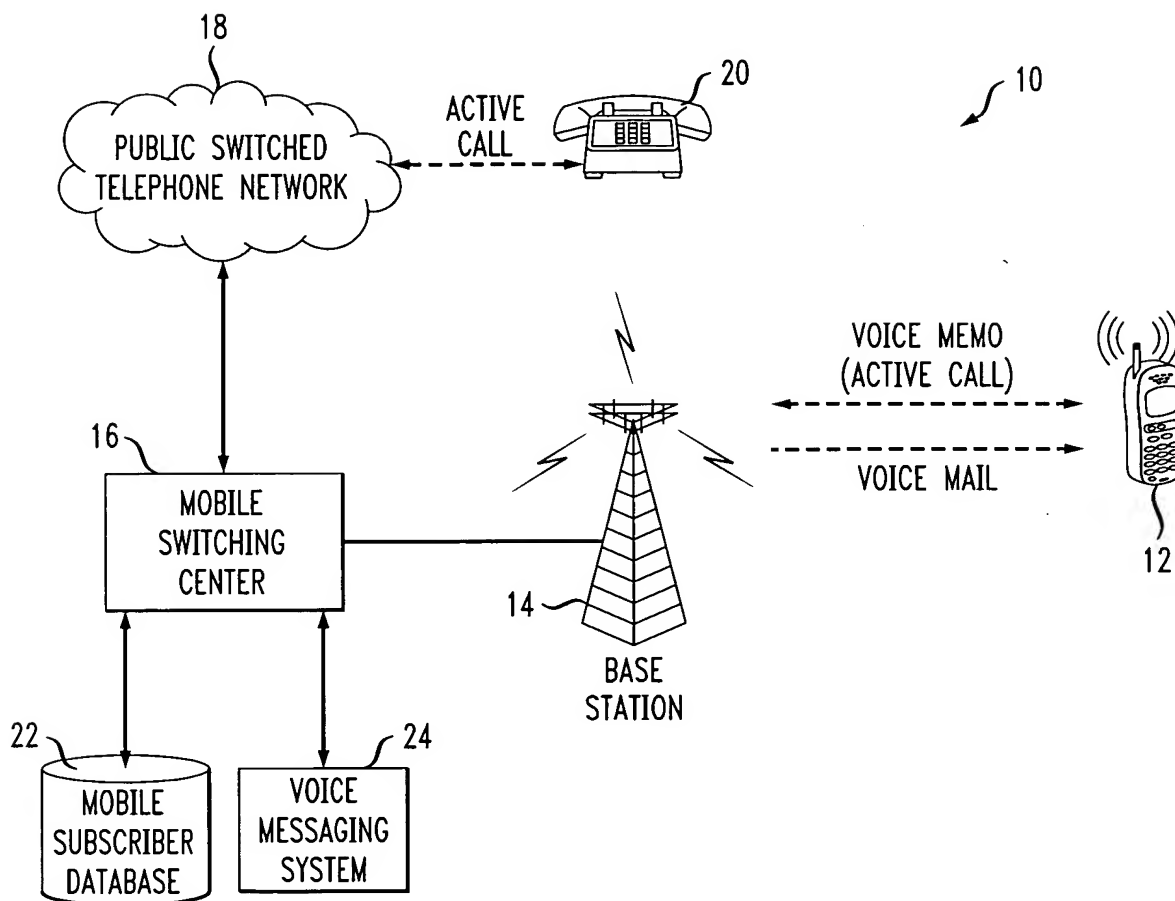 18
PUBLIC SWITCHED
TELEPHONE NETWORK
ACTIVE
CALL
20
10
VOICE MEMO
(ACTIVE CALL)
VOICE MAIL
12
16
MOBILE
SWITCHING
CENTER
14
BASE
STATION
22
MOBILE
SUBSCRIBER
DATABASE
24
VOICE
MESSAGING
SYSTEM